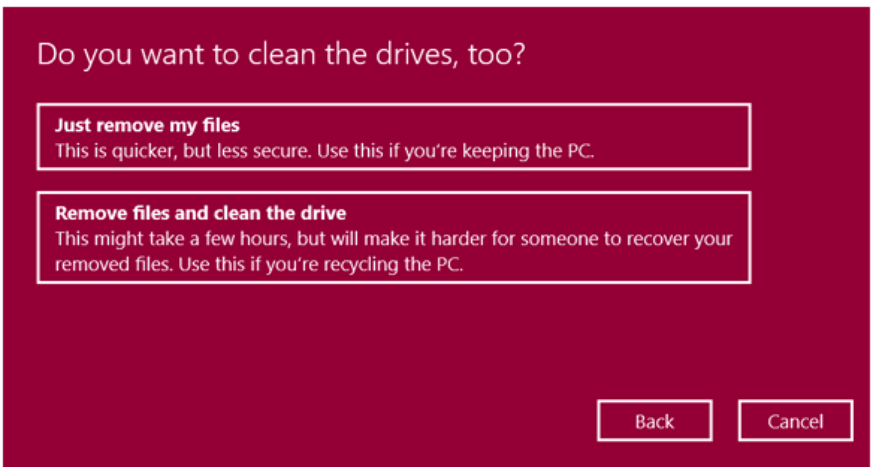 Do you want to clean the drives, too?
Just remove my files
This is quicker, but less secure. Use this if you're keeping the PC.
Remove files and clean the drive
This might take a few hours, but will make it harder for someone to recover your
removed files. Use this if you're recycling the PC.
Back
Cancel